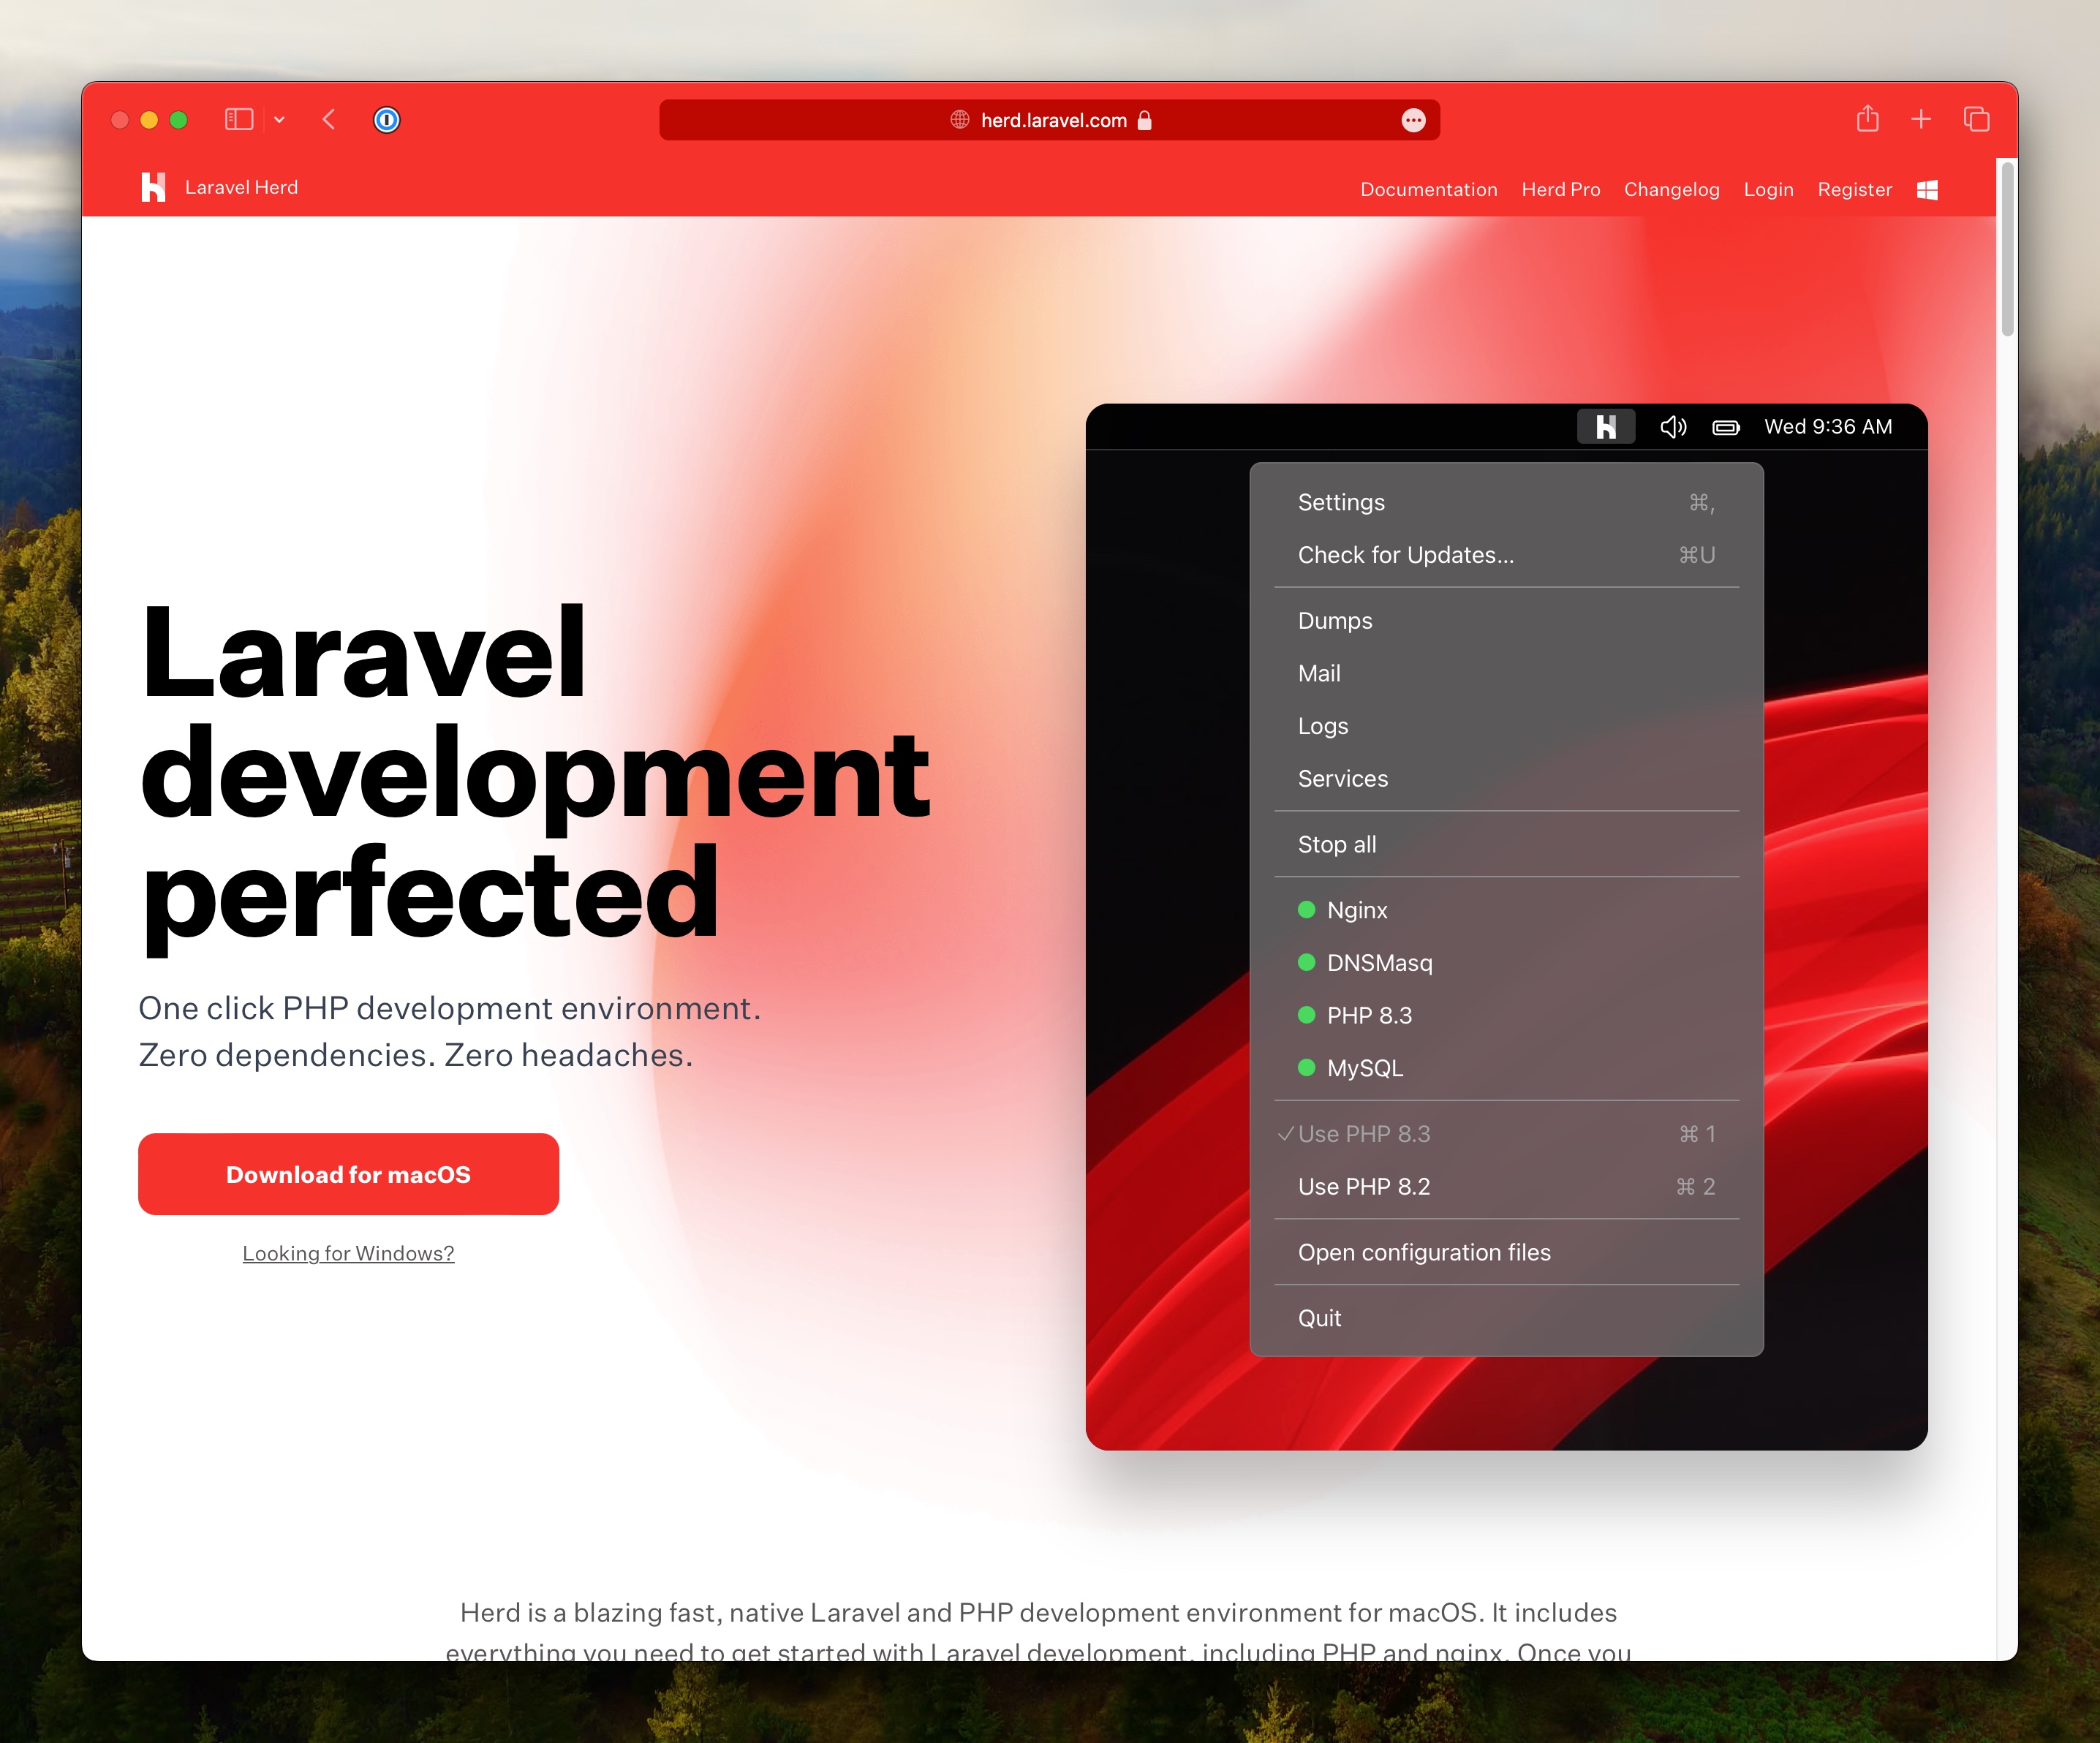 herd.laravel.com
Laravel Herd
Documentation Herd Pro Changelog Login Register
Laravel
development
perfected
One click PHP development environment.
Zero dependencies. Zero headaches.
Download for macOS
Looking for Windows?
Wed 9:36 AM
Settings ⌘,
Check for Updates... ⌘U
Dumps
Mail
Logs
Services
Stop all
Nginx
DNSMasq
PHP 8.3
MySQL
✓ Use PHP 8.3 ⌘ 1
Use PHP 8.2 ⌘ 2
Open configuration files
Quit
Herd is a blazing fast, native Laravel and PHP development environment for macOS. It includes
everything you need to get started with Laravel development, including PHP and nginx. Once you